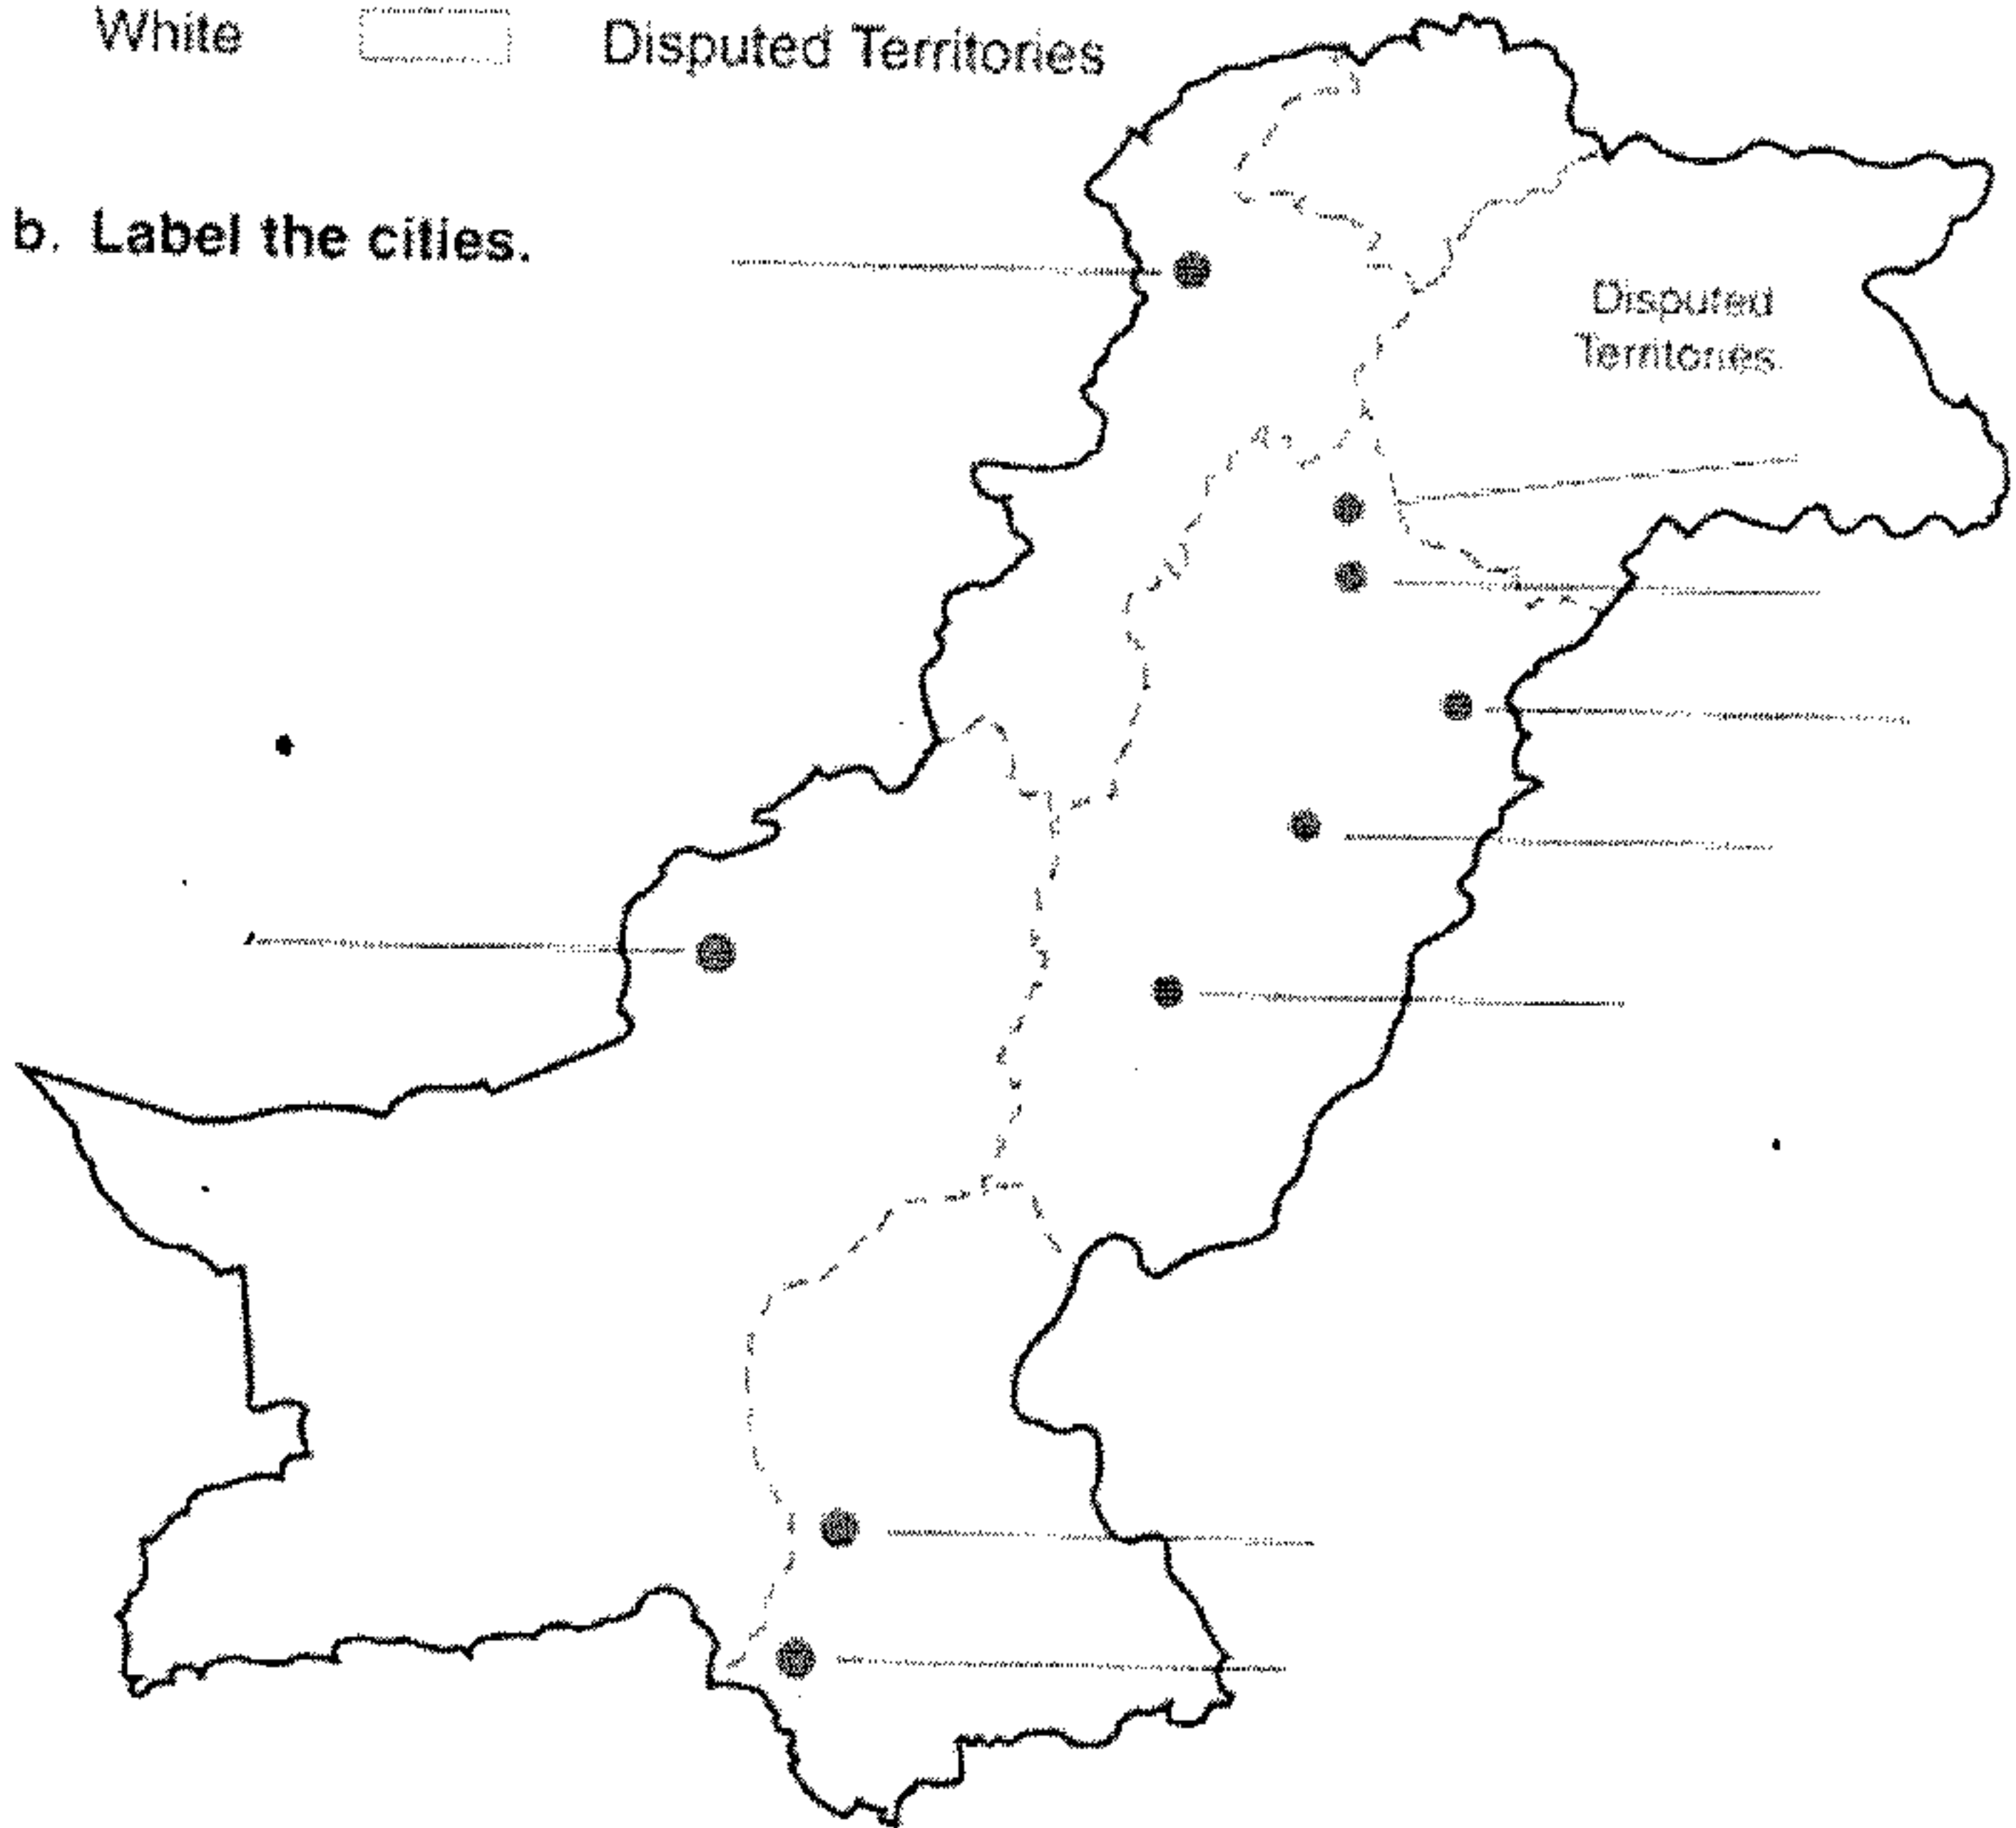 White Disputed Territories
b. Label the cities.
Disputed
Territories